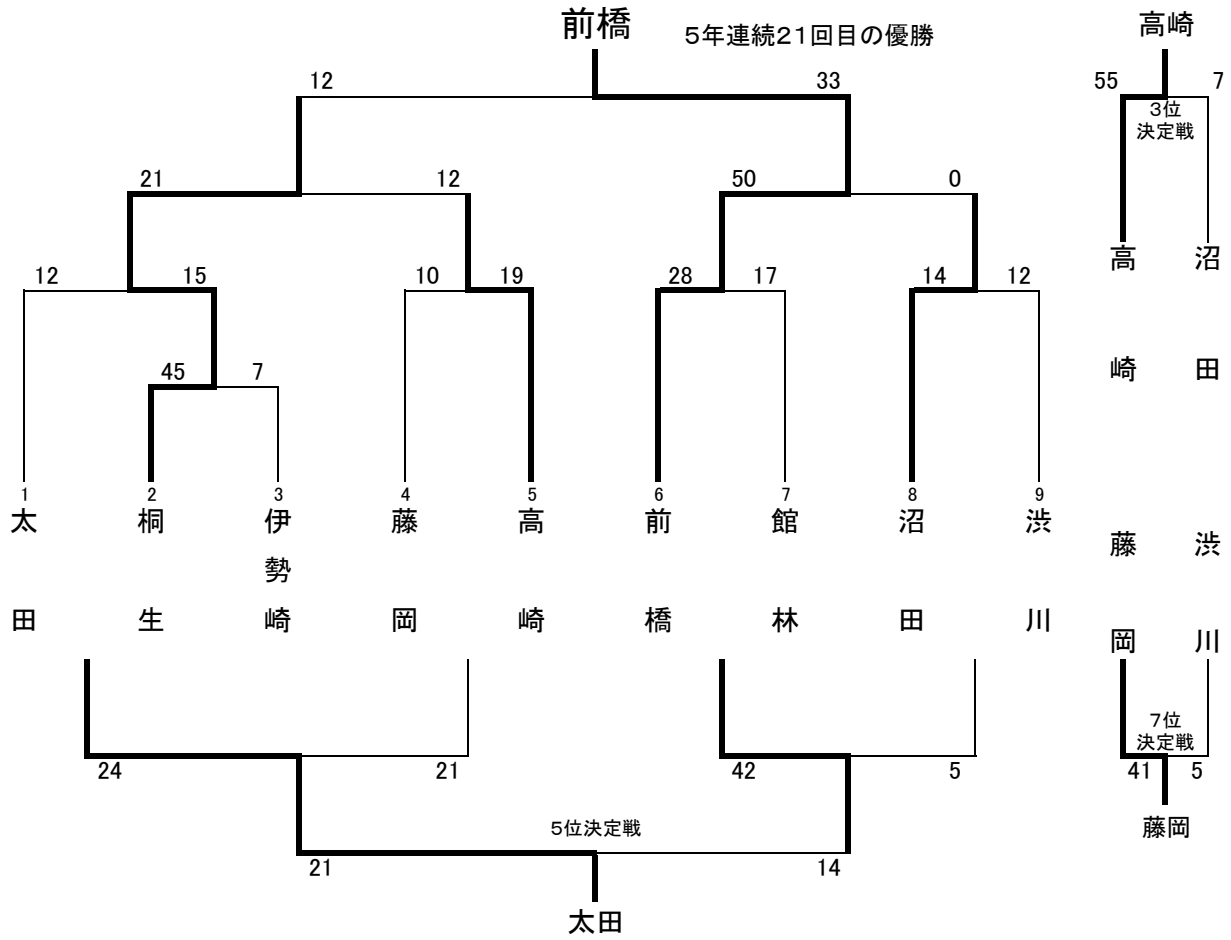 前橋 5年連続21回目の優勝 高崎
12 33 55 7
3位
決定戦
21 12 50 0
高崎 沼田
12 15 10 19 28 17 14 12
45 7
1 2 3 4 5 6 7 8 9
太田 桐生 伊勢崎 藤岡 高崎 前橋 館林 沼田 渋川
藤岡 渋川
7位
決定戦
24 21 42 5 41 5
藤岡
5位決定戦
21 14
太田